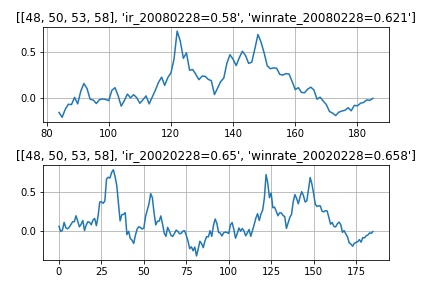 [[48, 50, 53, 58], 'ir_20080228=0.58', 'winrate_20080228=0.621']
0.5
0.0
80 100 120 140 160 180
[[48, 50, 53, 58], 'ir_20020228=0.65', 'winrate_20020228=0.658']
0.5
0.0
0 25 50 75 100 125 150 175